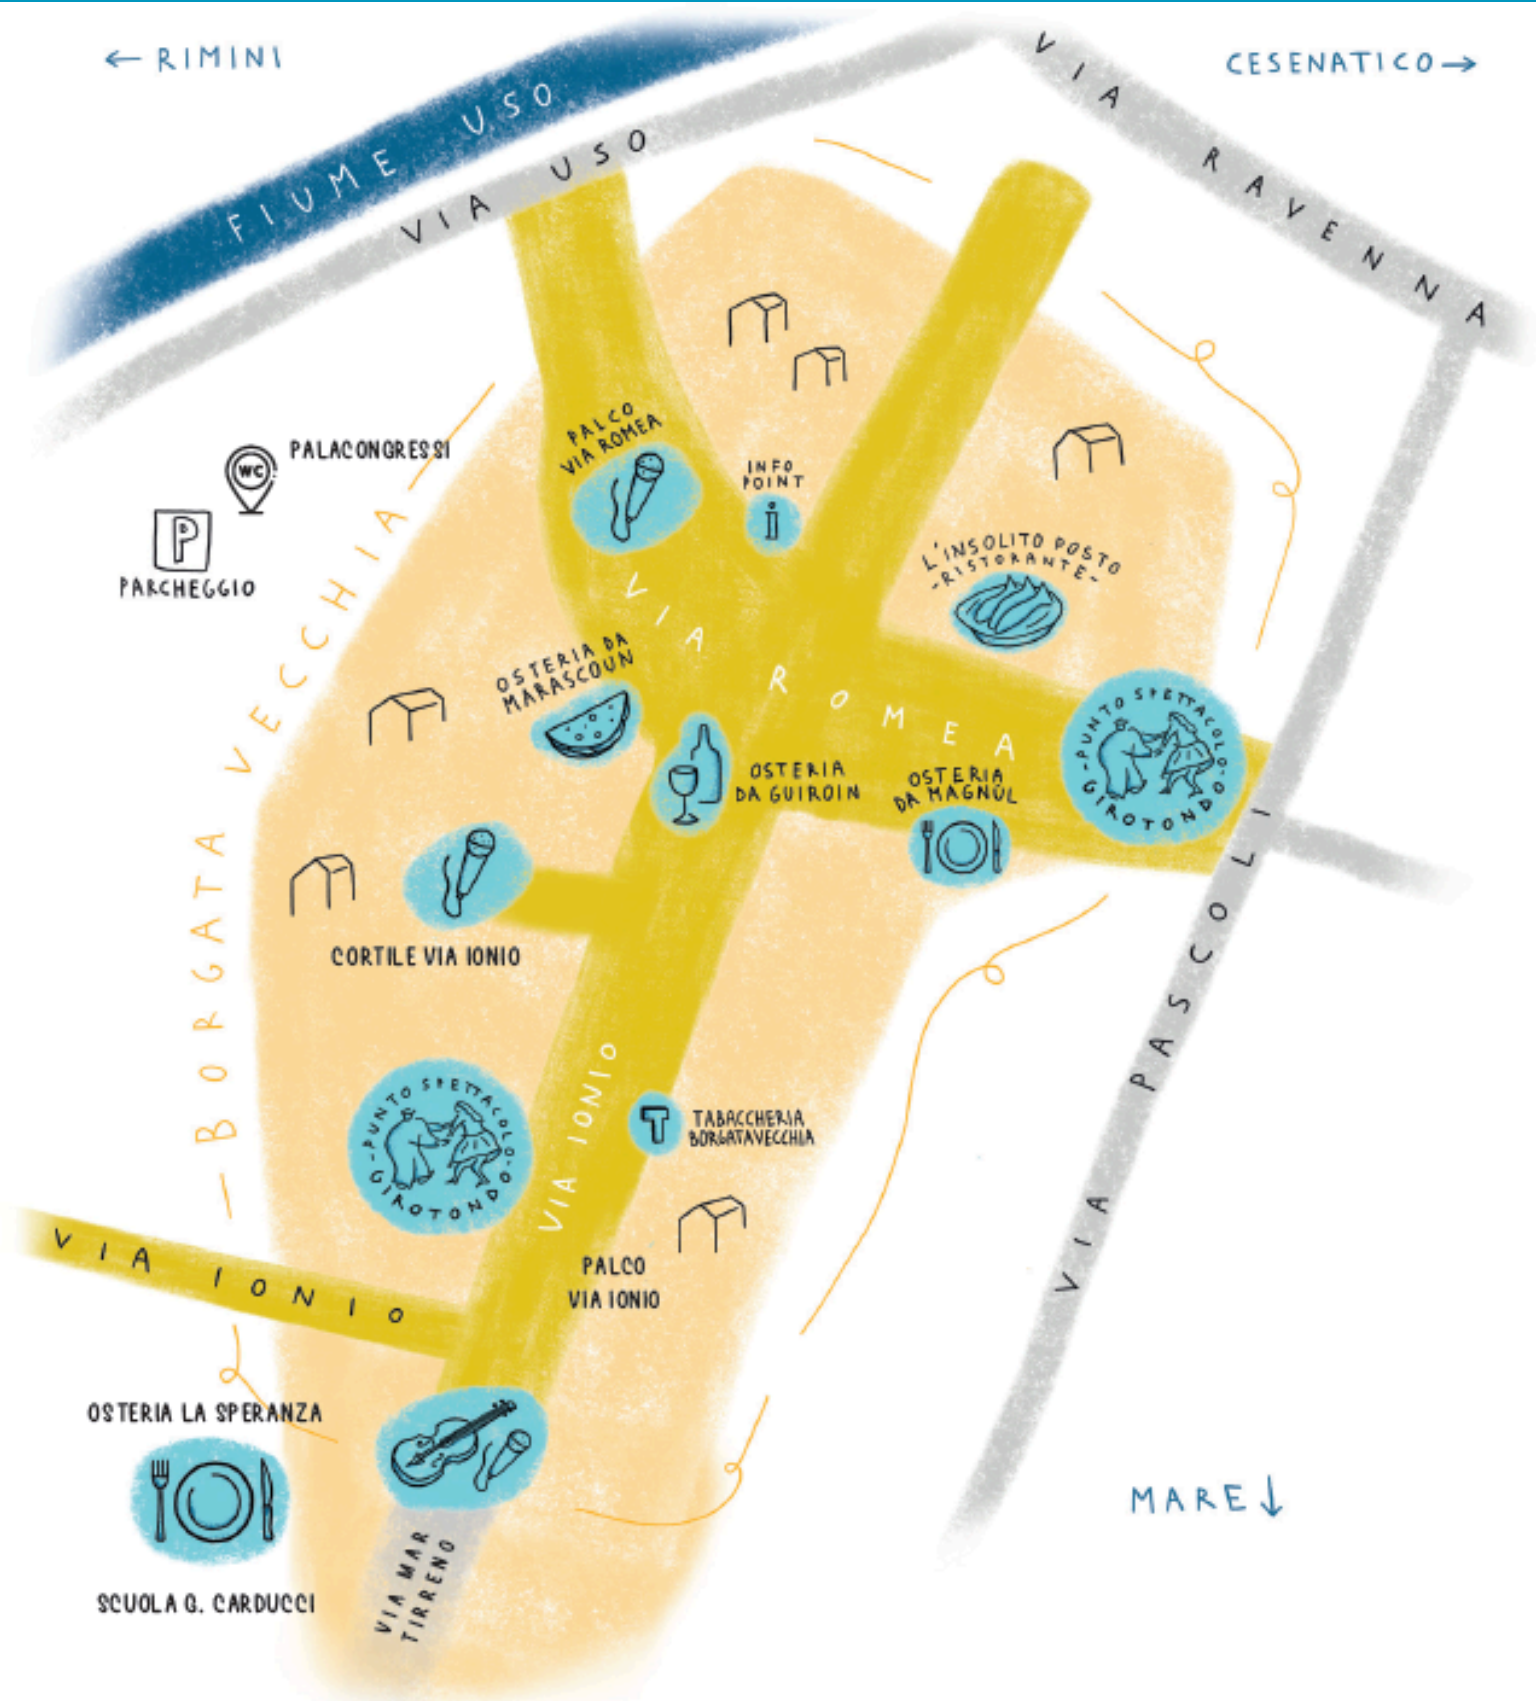 ← RIMINI
CESENATICO →
FIUME USO
VIA USO
VIA RAVENNA
PALCO
VIA ROMEA
INFO
POINT
WC
PALACONGRESSI
P
PARCHEGGIO
L'INSOLITO POSTO
-RISTORANTE-
VIA ROMEA
OSTERIA DA
MARASCOUN
OSTERIA
DA GUIROIN
OSTERIA
DA MAGNÙL
-PUNTO SPETTACOLO-
GIROTONDO
BORGATA VECCHIA
CORTILE VIA IONIO
VIA PASCOLI
VIA IONIO
-PUNTO SPETTACOLO-
GIROTONDO
T
TABACCHERIA
BORGATAVECCHIA
VIA IONIO
PALCO
VIA IONIO
OSTERIA LA SPERANZA
SCUOLA G. CARDUCCI
VIA MAR
TIRRENO
MARE ↓